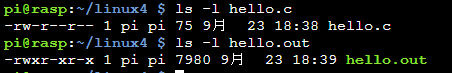 pi@rasp:~/linux4 $ ls -l hello.c
-rw-r--r-- 1 pi pi 75 9月  23 18:38 hello.c
pi@rasp:~/linux4 $ ls -l hello.out
-rwxr-xr-x 1 pi pi 7980 9月  23 18:39 hello.out